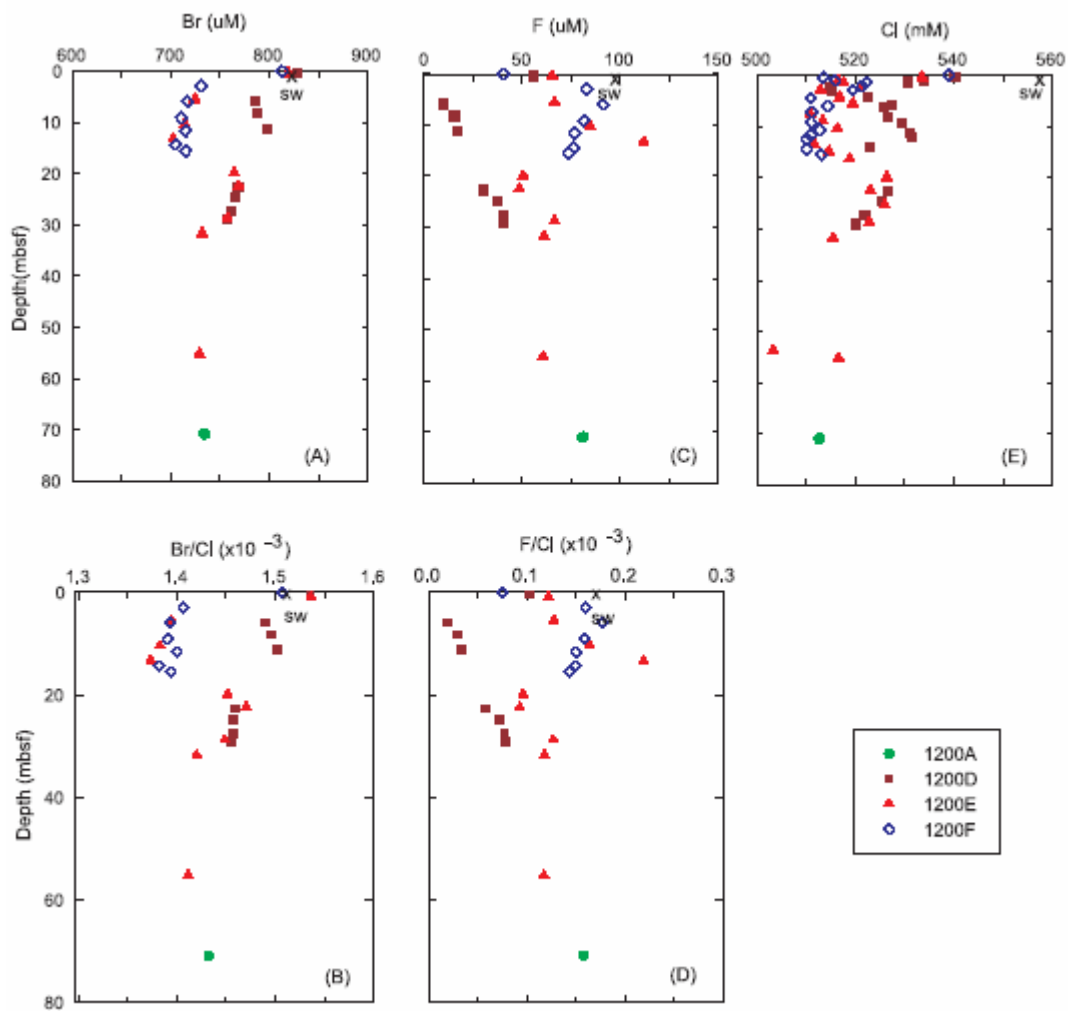 Br (uM)
600 700 800 900
0
10
20
30
40
50
60
70
80
Depth(mbsf)
x
sw
(A)
F (uM)
0 50 100 150
x
sw
(C)
Cl (mM)
500 520 540 560
x
sw
(E)
Br/Cl (x10 −3)
1.3 1.4 1.5 1,6
0
20
40
60
80
Depth (mbsf)
x
sw
(B)
F/Cl (x10 −3)
0.0 0.1 0.2 0.3
x
sw
(D)
1200A
1200D
1200E
1200F